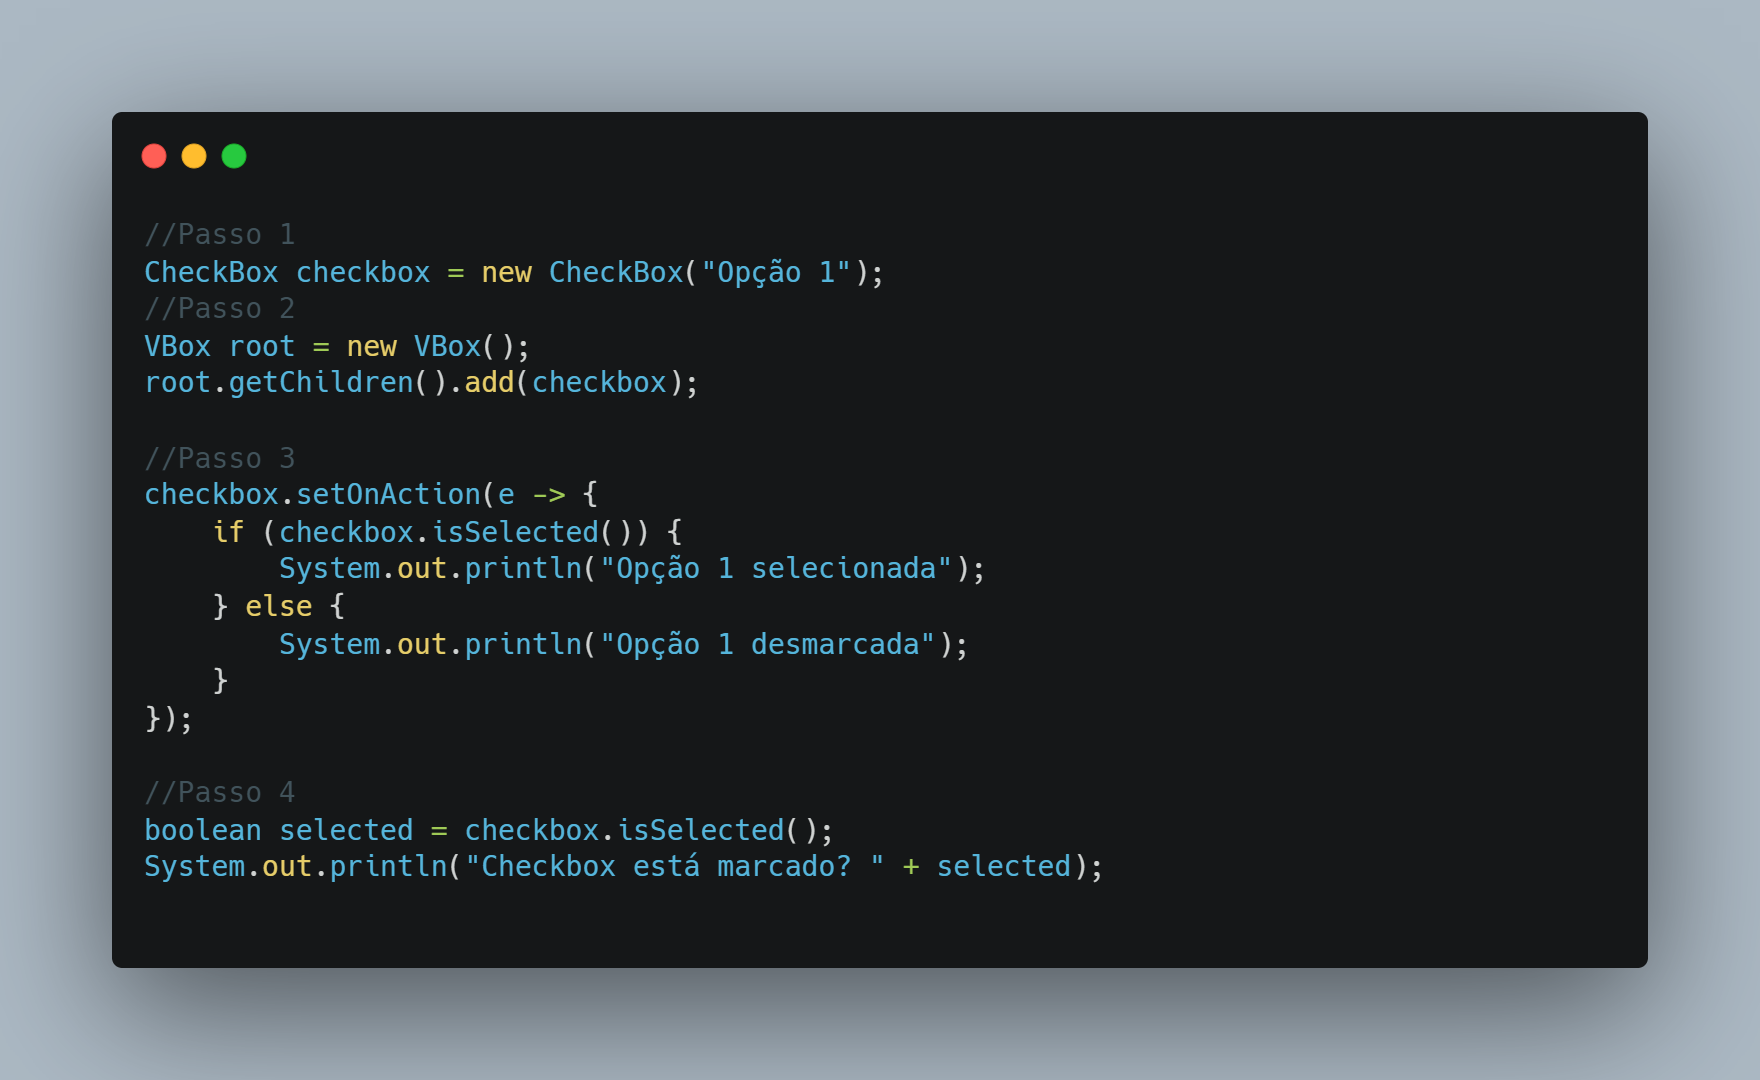 //Passo 1
CheckBox checkbox = new CheckBox("Opção 1");
//Passo 2
VBox root = new VBox();
root.getChildren().add(checkbox);

//Passo 3
checkbox.setOnAction(e -> {
    if (checkbox.isSelected()) {
        System.out.println("Opção 1 selecionada");
    } else {
        System.out.println("Opção 1 desmarcada");
    }
});

//Passo 4
boolean selected = checkbox.isSelected();
System.out.println("Checkbox está marcado? " + selected);